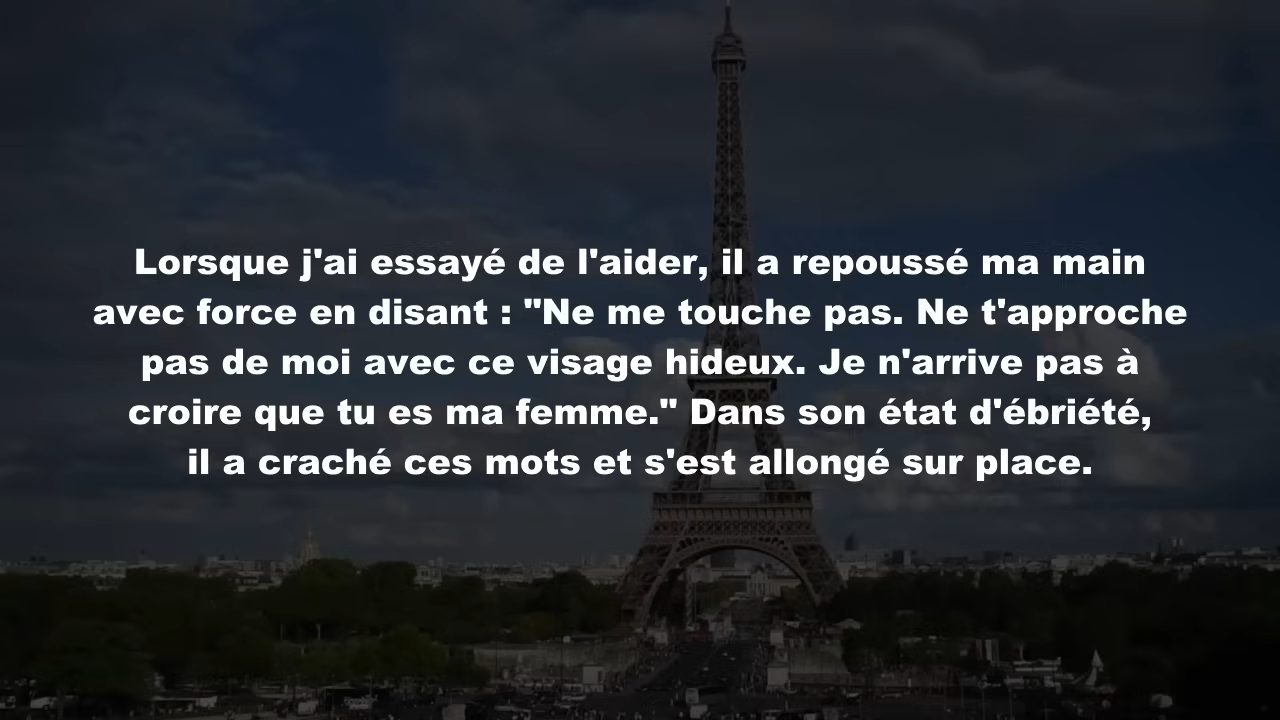 Lorsque j'ai essayé de l'aider, il a repoussé ma main
avec force en disant : "Ne me touche pas. Ne t'approche
pas de moi avec ce visage hideux. Je n'arrive pas à
croire que tu es ma femme." Dans son état d'ébriété,
il a craché ces mots et s'est allongé sur place.